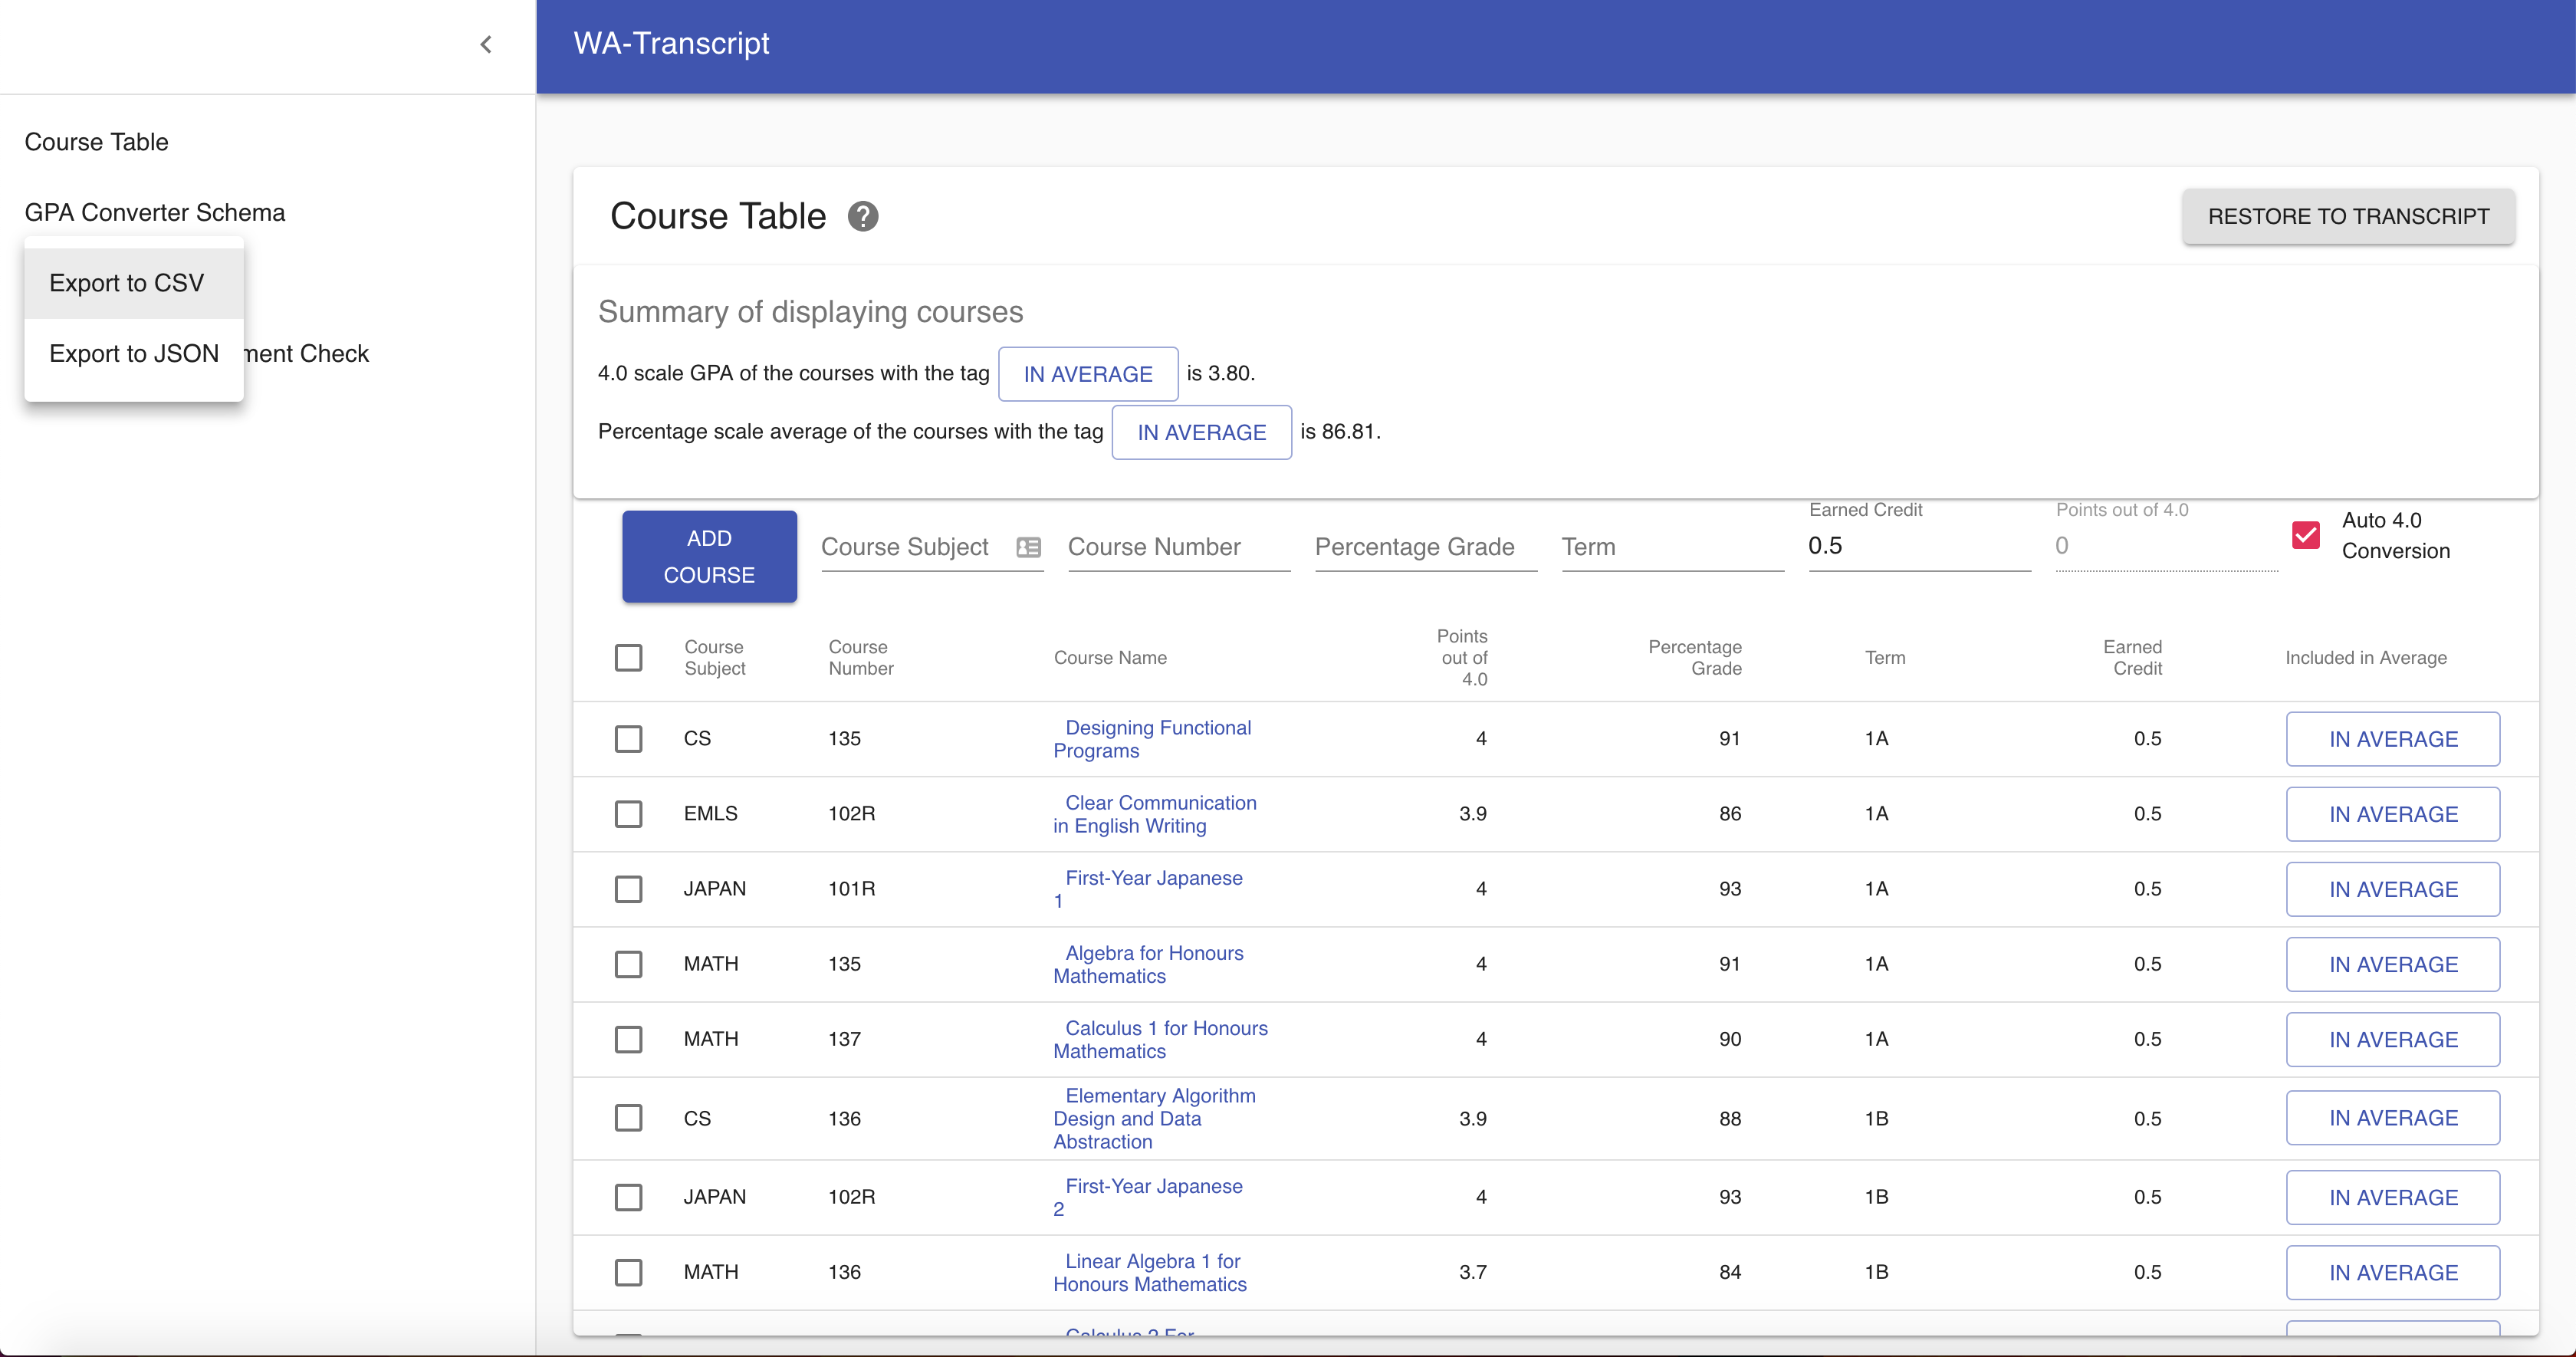 WA-Transcript
Course Table
GPA Converter Schema
Export to CSV
Export to JSON
ment Check
Course Table
RESTORE TO TRANSCRIPT
Summary of displaying courses
4.0 scale GPA of the courses with the tag IN AVERAGE is 3.80.
Percentage scale average of the courses with the tag IN AVERAGE is 86.81.
ADD
COURSE
Course Subject
Course Number
Percentage Grade
Term
Earned Credit
0.5
Points out of 4.0
0
Auto 4.0
Conversion
Course
Subject
Course
Number
Course Name
Points
out of
4.0
Percentage
Grade
Term
Earned
Credit
Included in Average
CS 135 Designing Functional
Programs 4 91 1A 0.5 IN AVERAGE
EMLS 102R Clear Communication
in English Writing 3.9 86 1A 0.5 IN AVERAGE
JAPAN 101R First-Year Japanese
1 4 93 1A 0.5 IN AVERAGE
MATH 135 Algebra for Honours
Mathematics 4 91 1A 0.5 IN AVERAGE
MATH 137 Calculus 1 for Honours
Mathematics 4 90 1A 0.5 IN AVERAGE
CS 136 Elementary Algorithm
Design and Data
Abstraction 3.9 88 1B 0.5 IN AVERAGE
JAPAN 102R First-Year Japanese
2 4 93 1B 0.5 IN AVERAGE
MATH 136 Linear Algebra 1 for
Honours Mathematics 3.7 84 1B 0.5 IN AVERAGE
Calculus 2 For